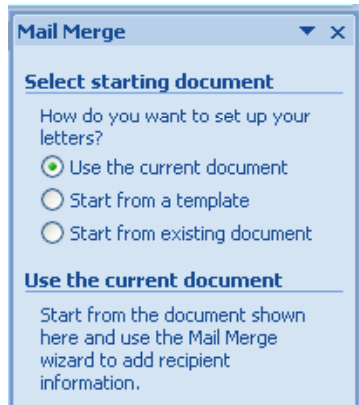 Mail Merge
Select starting document
How do you want to set up your
letters?
Use the current document
Start from a template
Start from existing document
Use the current document
Start from the document shown
here and use the Mail Merge
wizard to add recipient
information.